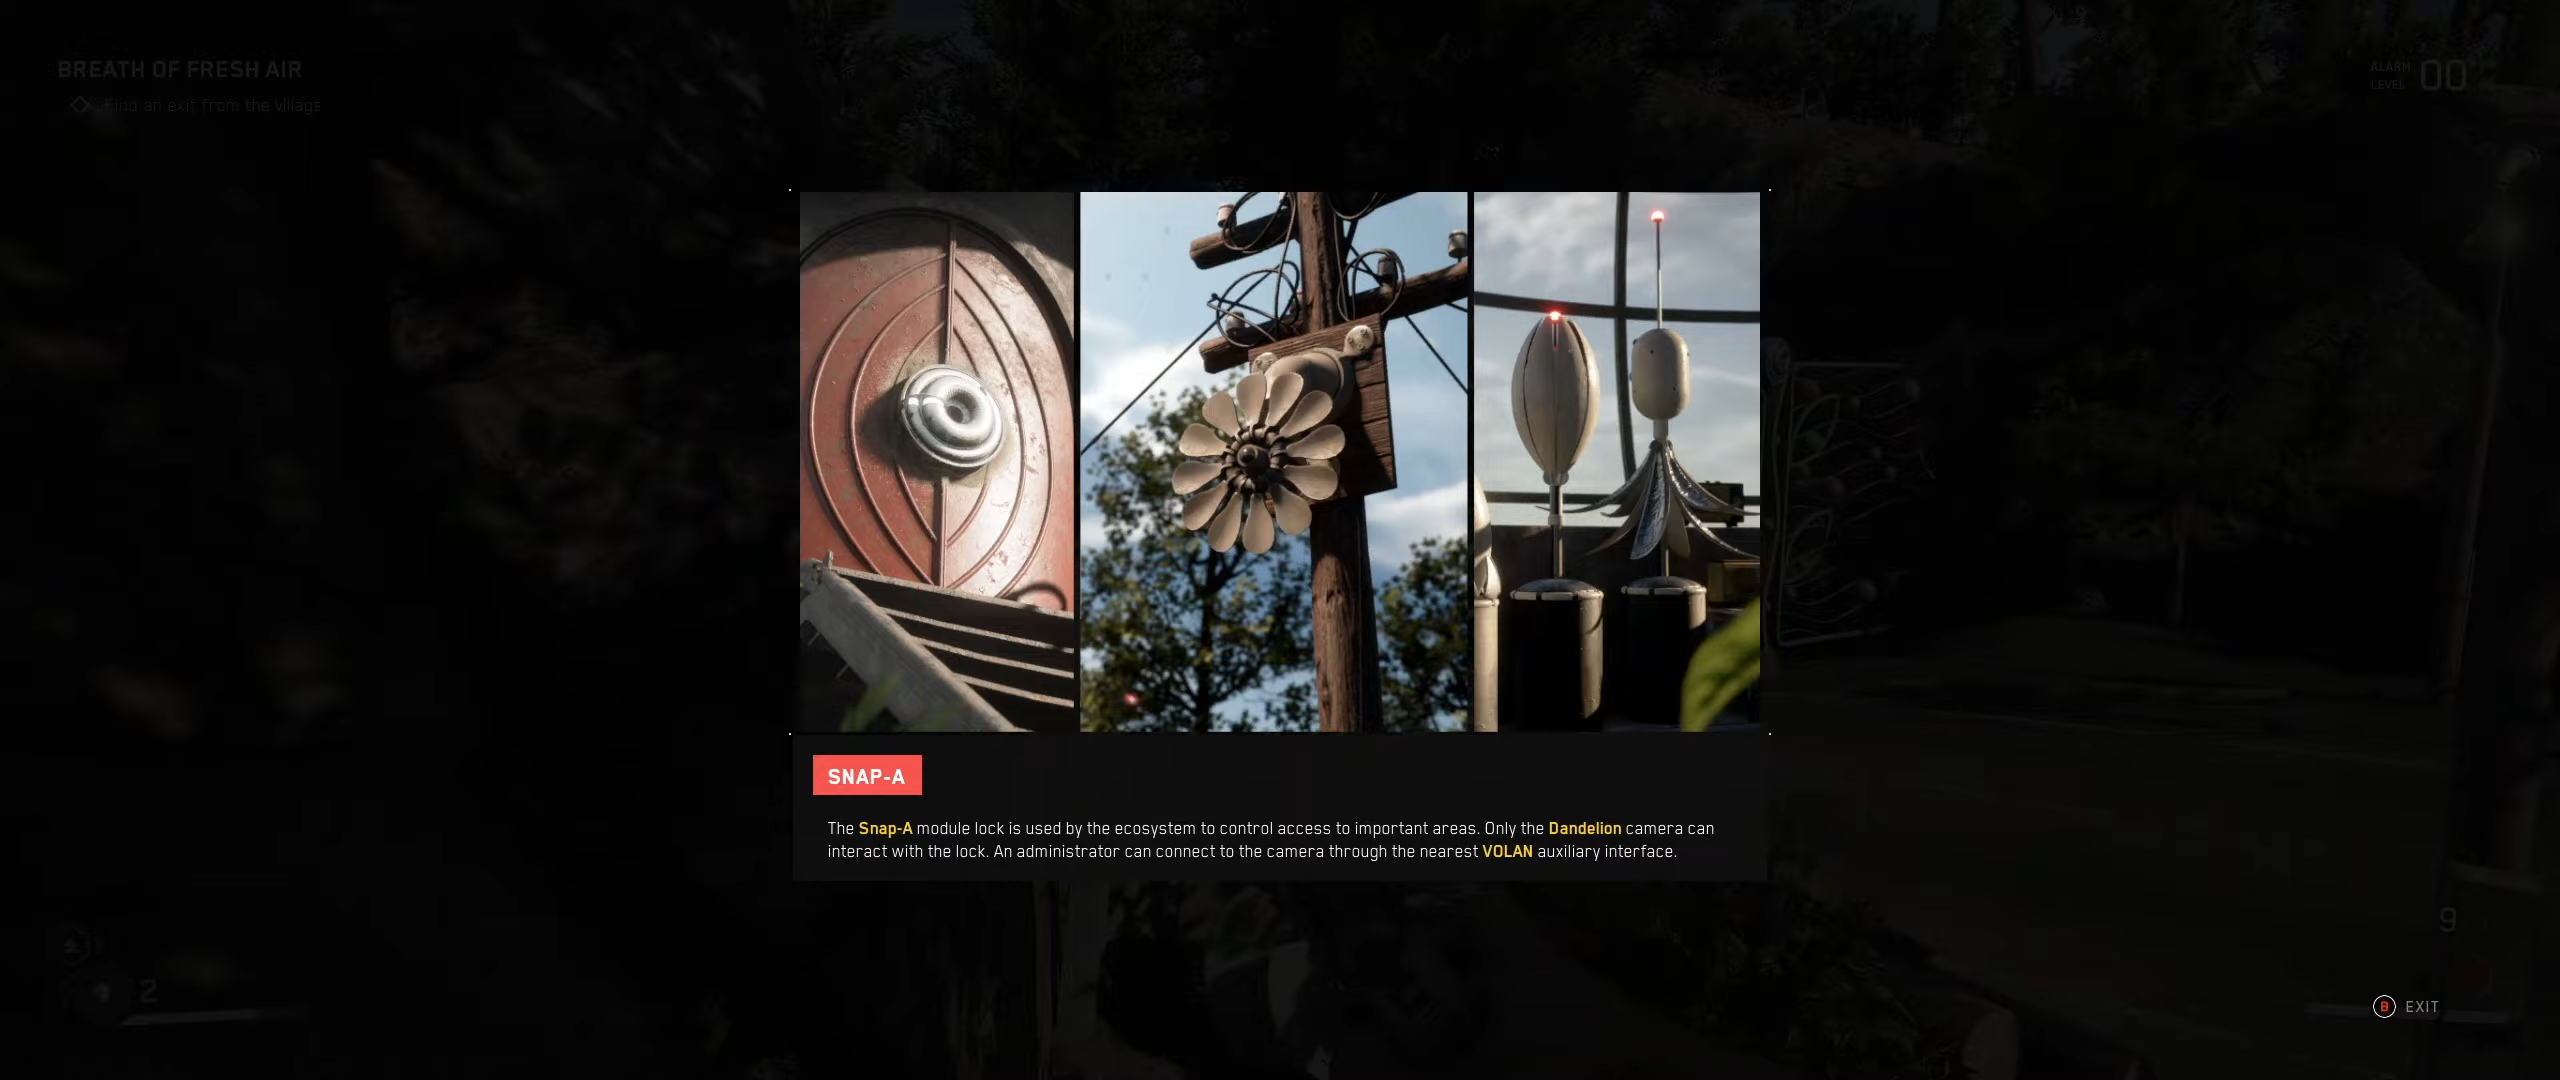 BREATH OF FRESH AIR
Find an exit from the village
ALARM
LEVEL
00
SNAP-A
The Snap-A module lock is used by the ecosystem to control access to important areas. Only the Dandelion camera can
interact with the lock. An administrator can connect to the camera through the nearest VOLAN auxiliary interface.
9
2
B EXIT